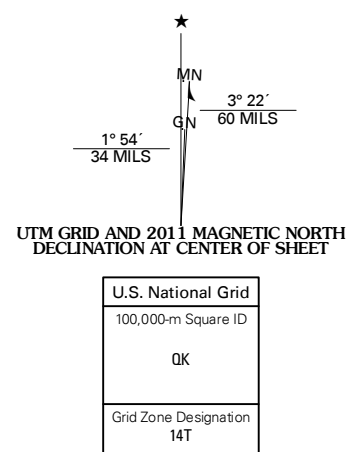 ★
MN
GN
3° 22´
60 MILS
1° 54´
34 MILS
UTM GRID AND 2011 MAGNETIC NORTH
DECLINATION AT CENTER OF SHEET
U.S. National Grid
100,000-m Square ID
QK
Grid Zone Designation
14T